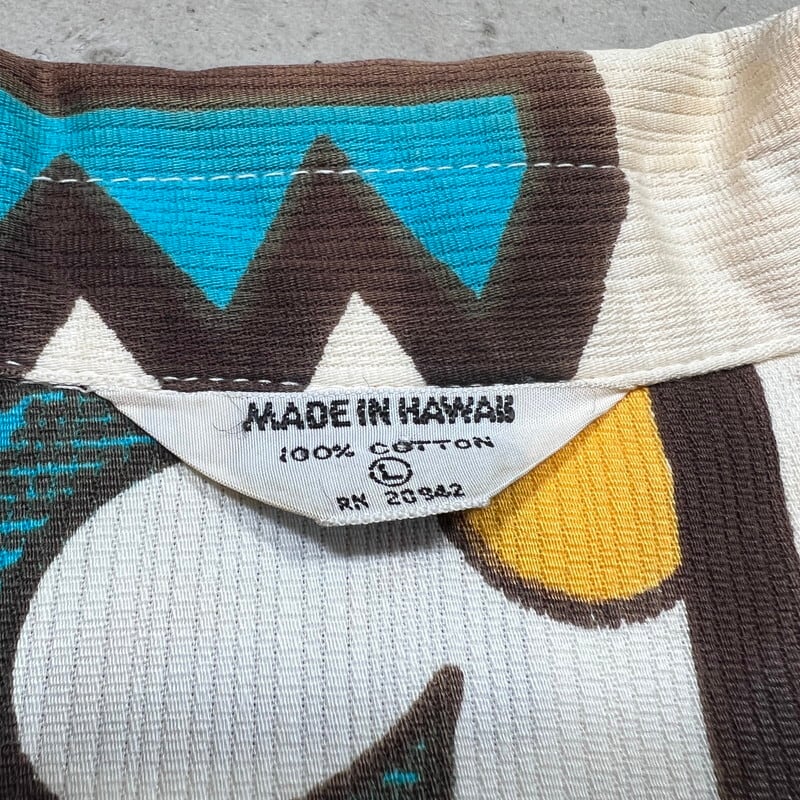 MADE IN HAWAII
100% COTTON
L
RN 20942